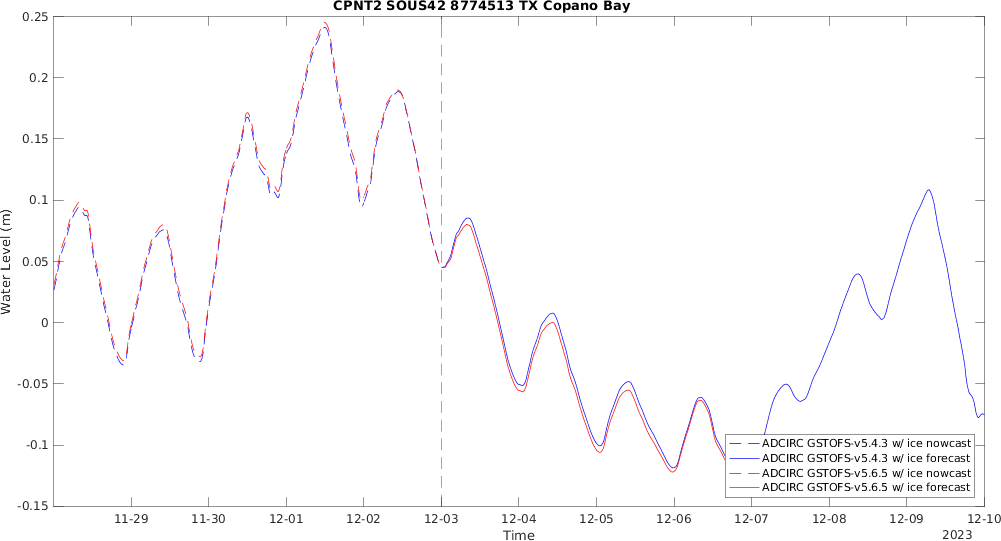 CPNT2 SOUS42 8774513 TX Copano Bay
0.25
0.2
0.15
0.1
0.05
0
-0.05
-0.1
-0.15
Water Level (m)
ADCIRC GSTOFS-v5.4.3 w/ ice nowcast
ADCIRC GSTOFS-v5.4.3 w/ ice forecast
ADCIRC GSTOFS-v5.6.5 w/ ice nowcast
ADCIRC GSTOFS-v5.6.5 w/ ice forecast
11-29 11-30 12-01 12-02 12-03 12-04 12-05 12-06 12-07 12-08 12-09 12-10
Time
2023